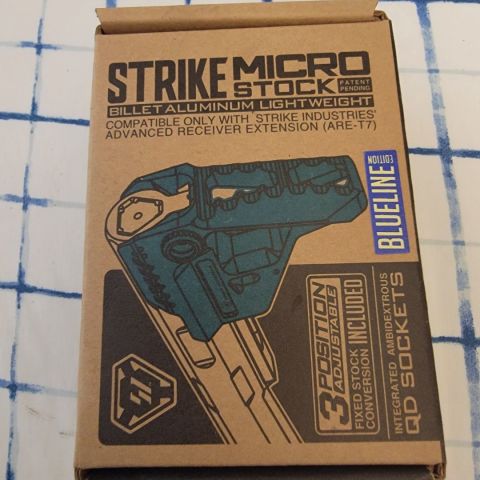 STRIKE MICRO
STOCK PATENT PENDING
BILLET ALUMINUM LIGHTWEIGHT
COMPATIBLE ONLY WITH STRIKE INDUSTRIES'
ADVANCED RECEIVER EXTENSION (ARE-T7)
BLUELINE EDITION
3 POSITION
ADJUSTABLE
FIXED STOCK
CONVERSION INCLUDED
INTEGRATED AMBIDEXTROUS
QD SOCKETS